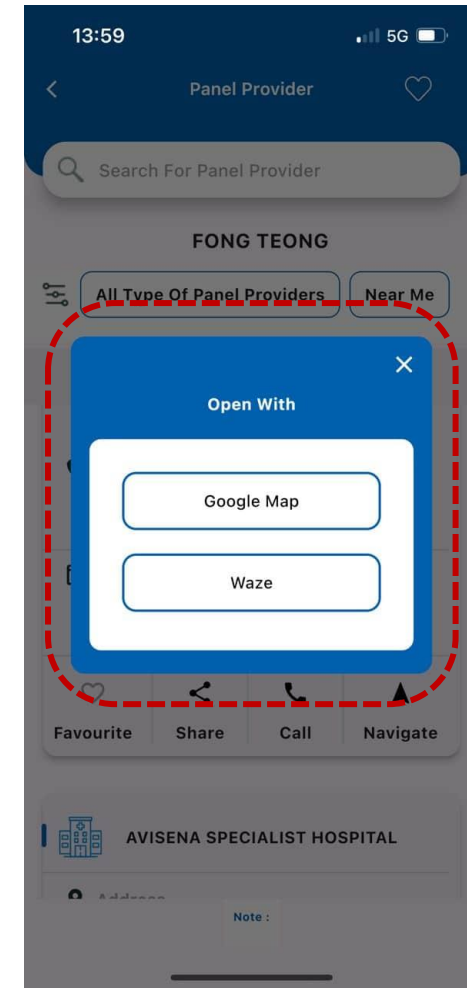 13:59 5G
Panel Provider
Search For Panel Provider
FONG TEONG
All Type Of Panel Providers Near Me
Open With
Google Map
Waze
Favourite Share Call Navigate
AVISENA SPECIALIST HOSPITAL
Address
Note :